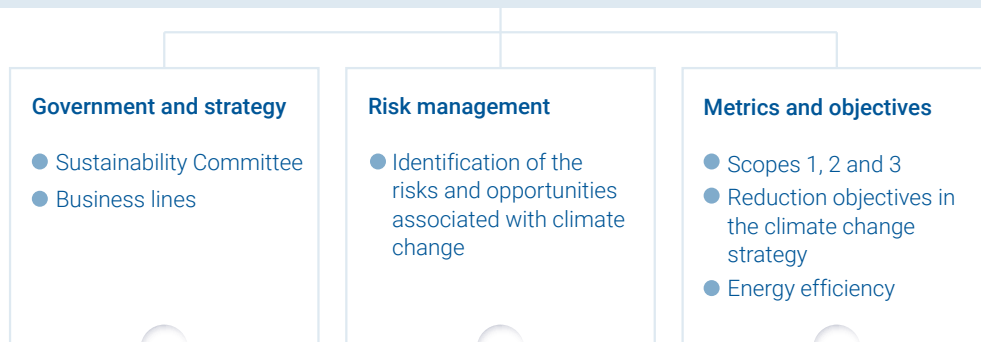 Government and strategy
Sustainability Committee
Business lines
Risk management
Identification of the
risks and opportunities
associated with climate
change
Metrics and objectives
Scopes 1, 2 and 3
Reduction objectives in
the climate change
strategy
Energy efficiency